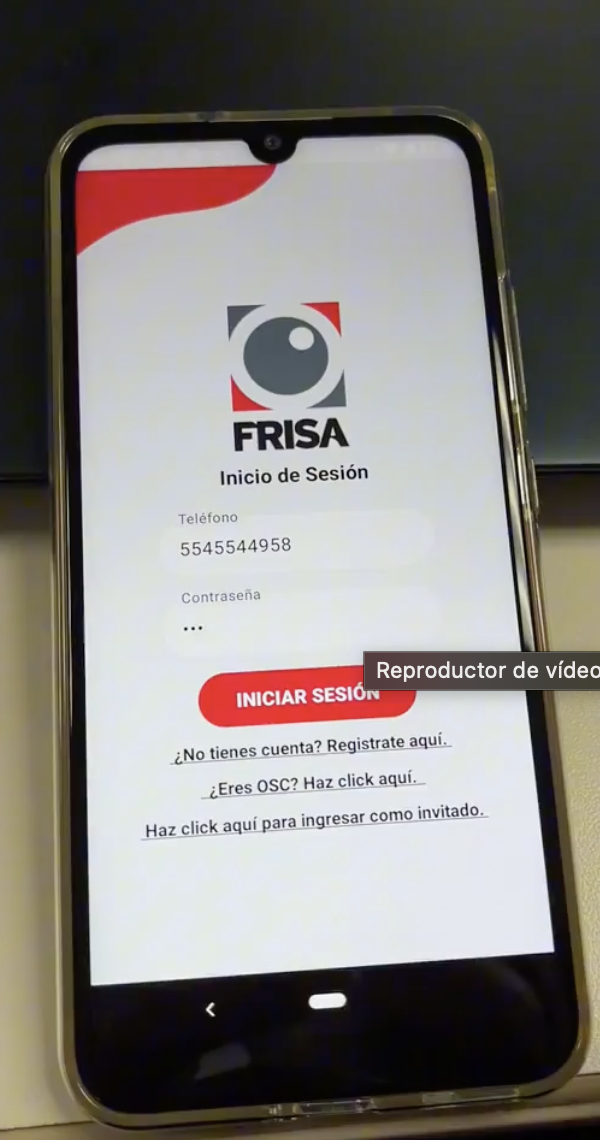 FRISA
Inicio de Sesión
Teléfono
5545544958
Contraseña
•••
INICIAR SESIÓN
Reproductor de vídeo
¿No tienes cuenta? Registrate aquí.
¿Eres OSC? Haz click aquí.
Haz click aquí para ingresar como invitado.